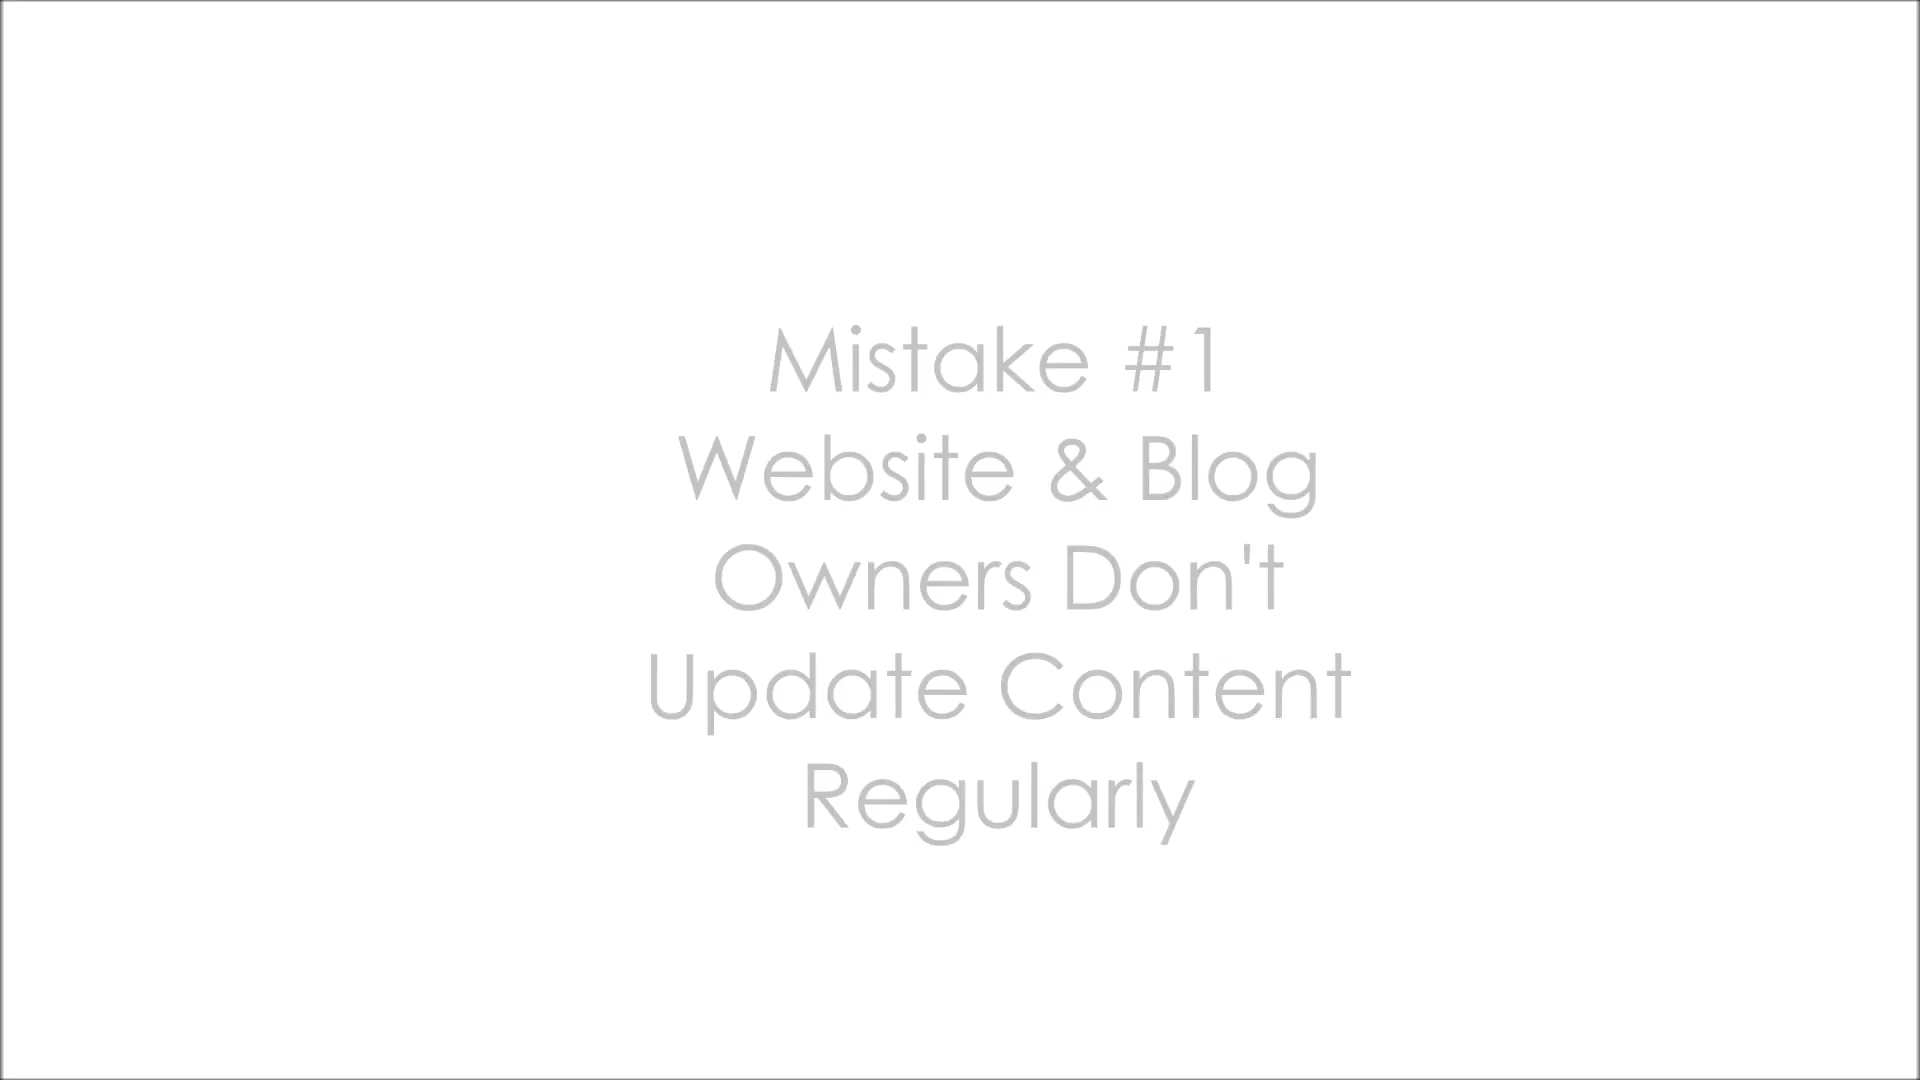 Mistake #1
Website & Blog
Owners Don't
Update Content
Regularly